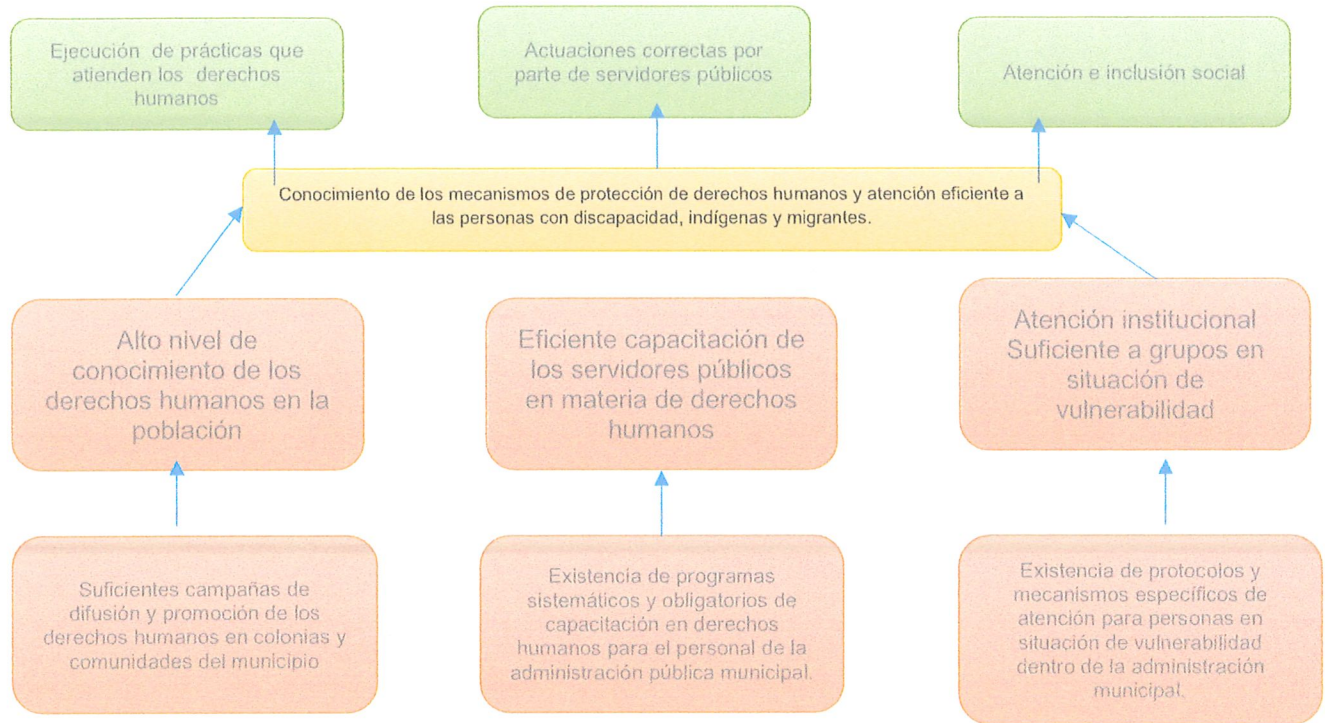 Ejecución de prácticas que
atienden los derechos
humanos
Actuaciones correctas por
parte de servidores públicos
Atención e inclusión social
Conocimiento de los mecanismos de protección de derechos humanos y atención eficiente a
las personas con discapacidad, indígenas y migrantes.
Alto nivel de
conocimiento de los
derechos humanos en la
población
Eficiente capacitación de
los servidores públicos
en materia de derechos
humanos
Atención institucional
Suficiente a grupos en
situación de
vulnerabilidad
Suficientes campañas de
difusión y promoción de los
derechos humanos en colonias y
comunidades del municipio
Existencia de programas
sistemáticos y obligatorios de
capacitación en derechos
humanos para el personal de la
administración pública municipal.
Existencia de protocolos y
mecanismos específicos de
atención para personas en
situación de vulnerabilidad
dentro de la administración
municipal.